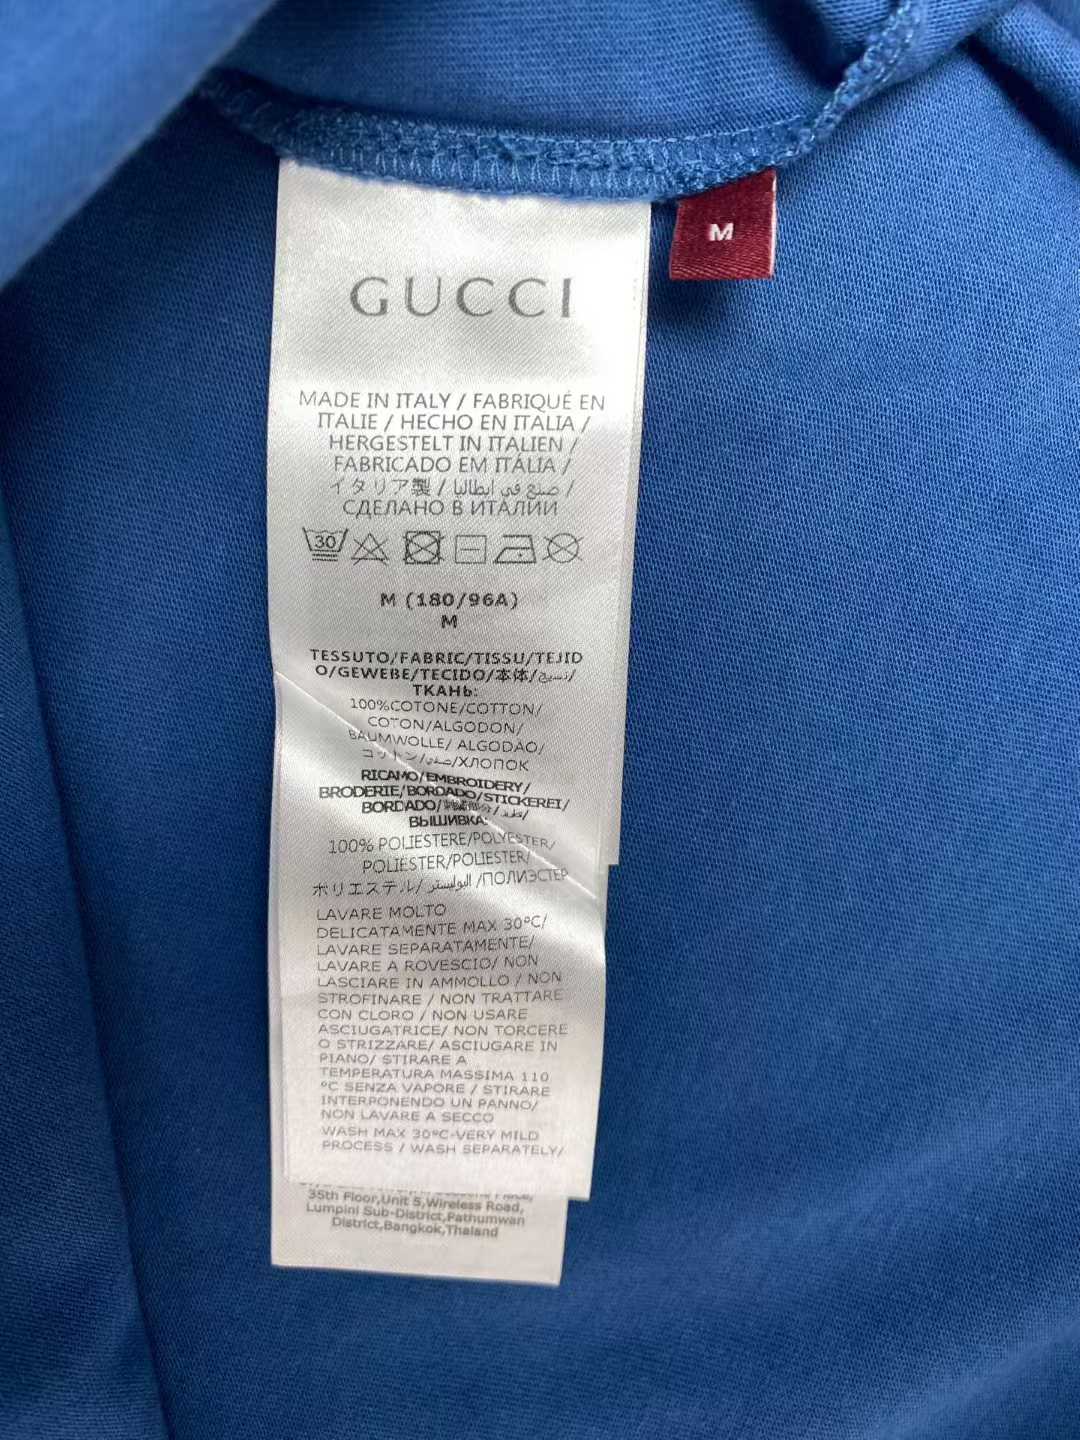 M
GUCCI
MADE IN ITALY / FABRIQUÉ EN
ITALIE / HECHO EN ITALIA /
HERGESTELT IN ITALIEN /
FABRICADO EM ITÁLIA /
イタリア製 / صنع في ايطاليا /
СДЕЛАНО В ИТАЛИИ
30
M (180/96A)
M
TESSUTO/FABRIC/TISSU/TEJID
O/GEWEBE/TECIDO/本体/نسيج/
ТКАНЬ:
100%COTONE/COTTON/
COTON/ALGODON/
BAUMWOLLE/ ALGODAO/
コットン/ /ХЛОПОК
RICAMO/EMBROIDERY/
BRODERIE/BORDADO/STICKEREI/
BORDADO/
ВЫШИВКА:
100% POLIESTERE/POLYESTER/
POLIESTER/POLIESTER/
ポリエステル/ البوليستر /ПОЛИЭСТЕР
LAVARE MOLTO
DELICATAMENTE MAX 30°C/
LAVARE SEPARATAMENTE/
LAVARE A ROVESCIO/ NON
LASCIARE IN AMMOLLO / NON
STROFINARE / NON TRATTARE
CON CLORO / NON USARE
ASCIUGATRICE/ NON TORCERE
O STRIZZARE/ ASCIUGARE IN
PIANO/ STIRARE A
TEMPERATURA MASSIMA 110
°C SENZA VAPORE / STIRARE
INTERPONENDO UN PANNO/
NON LAVARE A SECCO
WASH MAX 30°C-VERY MILD
PROCESS / WASH SEPARATELY/
35th Floor,Unit 5,Wireless Road,
Lumpini Sub-District,Pathumwan
District,Bangkok,Thaland